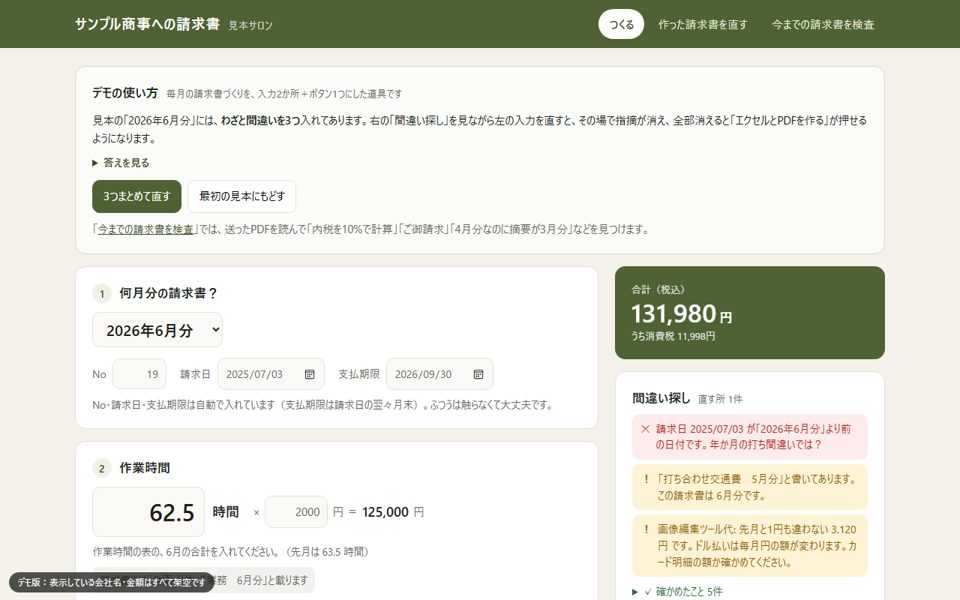 サンプル商事への請求書 見本サロン
つくる 作った請求書を直す 今までの請求書を検査
デモの使い方 毎月の請求書づくりを、入力2か所＋ボタン1つにした道具です
見本の「2026年6月分」には、わざと間違いを3つ入れてあります。右の「間違い探し」を見ながら左の入力を直すと、その場で指摘が消え、全部消えると「エクセルとPDFを作る」が押せる
ようになります。
▶ 答えを見る
3つまとめて直す 最初の見本にもどす
「今までの請求書を検査」では、送ったPDFを読んで「内税を10%で計算」「ご御請求」「4月分なのに摘要が3月分」などを見つけます。
1 何月分の請求書？
2026年6月分
No 19 請求日 2025/07/03 支払期限 2026/09/30
No・請求日・支払期限は自動で入れています（支払期限は請求日の翌々月末）。ふつうは触らなくて大丈夫です。
2 作業時間
62.5 時間 × 2000 円 = 125,000 円
作業時間の表の、6月の合計を入れてください。（先月は 63.5 時間）
業務　6月分」と載ります
デモ版：表示している会社名・金額はすべて架空です
合計（税込）
131,980 円
うち消費税 11,998円
間違い探し 直す所 1件
× 請求日 2025/07/03 が「2026年6月分」より前
の日付です。年か月の打ち間違いでは？
! 「打ち合わせ交通費　5月分」と書いてあります。
この請求書は 6月分です。
! 画像編集ツール代: 先月と1円も違わない 3,120
円 です。ドル払いは毎月円の額が変わります。カ
ード明細の額か確かめてください。
▶ ✓ 確かめたこと 5件